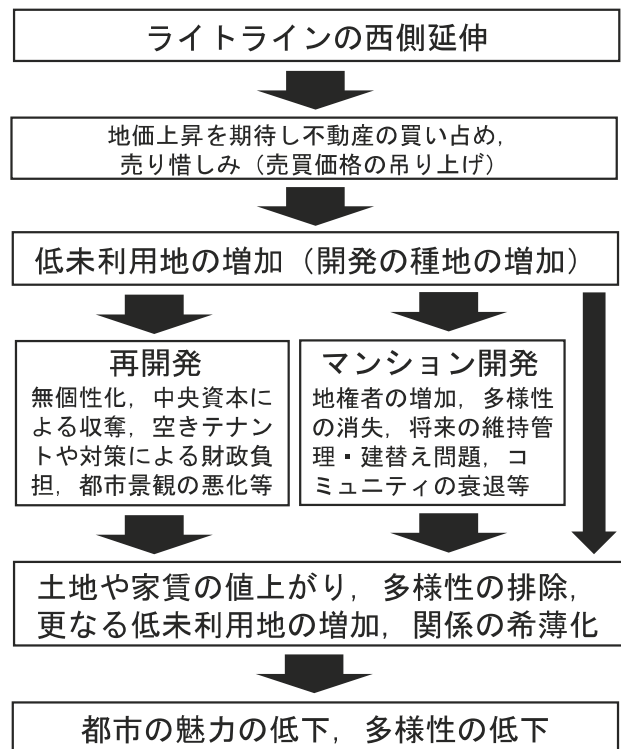 ライトラインの西側延伸
地価上昇を期待し不動産の買い占め，
売り惜しみ（売買価格の吊り上げ）
低未利用地の増加（開発の種地の増加）
再開発
無個性化，中央資本に
よる収奪，空きテナン
トや対策による財政負
担，都市景観の悪化等
マンション開発
地権者の増加，多様性
の消失，将来の維持管
理・建替え問題，コ
ミュニティの衰退等
土地や家賃の値上がり，多様性の排除，
更なる低未利用地の増加，関係の希薄化
都市の魅力の低下，多様性の低下